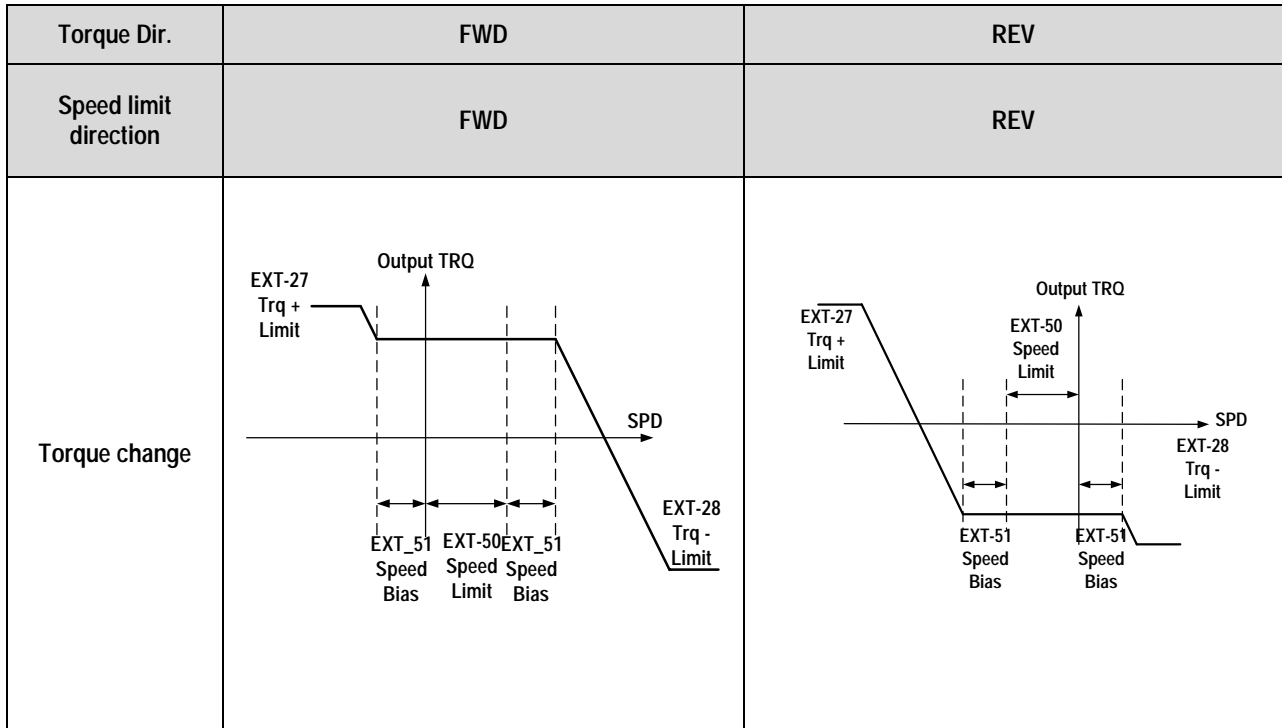 Torque Dir.
FWD
REV
Speed limit
direction
FWD
REV
Torque change
Output TRQ
EXT-27
Trq +
Limit
SPD
EXT-28
Trq -
Limit
EXT_51
Speed
Bias
EXT-50
Speed
Limit
EXT_51
Speed
Bias
Output TRQ
EXT-27
Trq +
Limit
EXT-50
Speed
Limit
SPD
EXT-28
Trq -
Limit
EXT-51
Speed
Bias
EXT-51
Speed
Bias